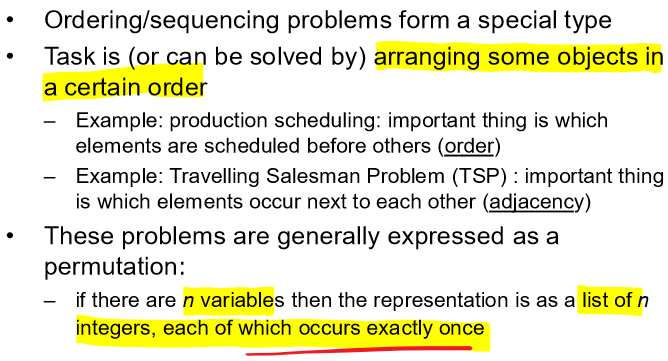 • Ordering/sequencing problems form a special type
• Task is (or can be solved by) arranging some objects in
a certain order
– Example: production scheduling: important thing is which
elements are scheduled before others (order)
– Example: Travelling Salesman Problem (TSP) : important thing
is which elements occur next to each other (adjacency)
• These problems are generally expressed as a
permutation:
– if there are n variables then the representation is as a list of n
integers, each of which occurs exactly once